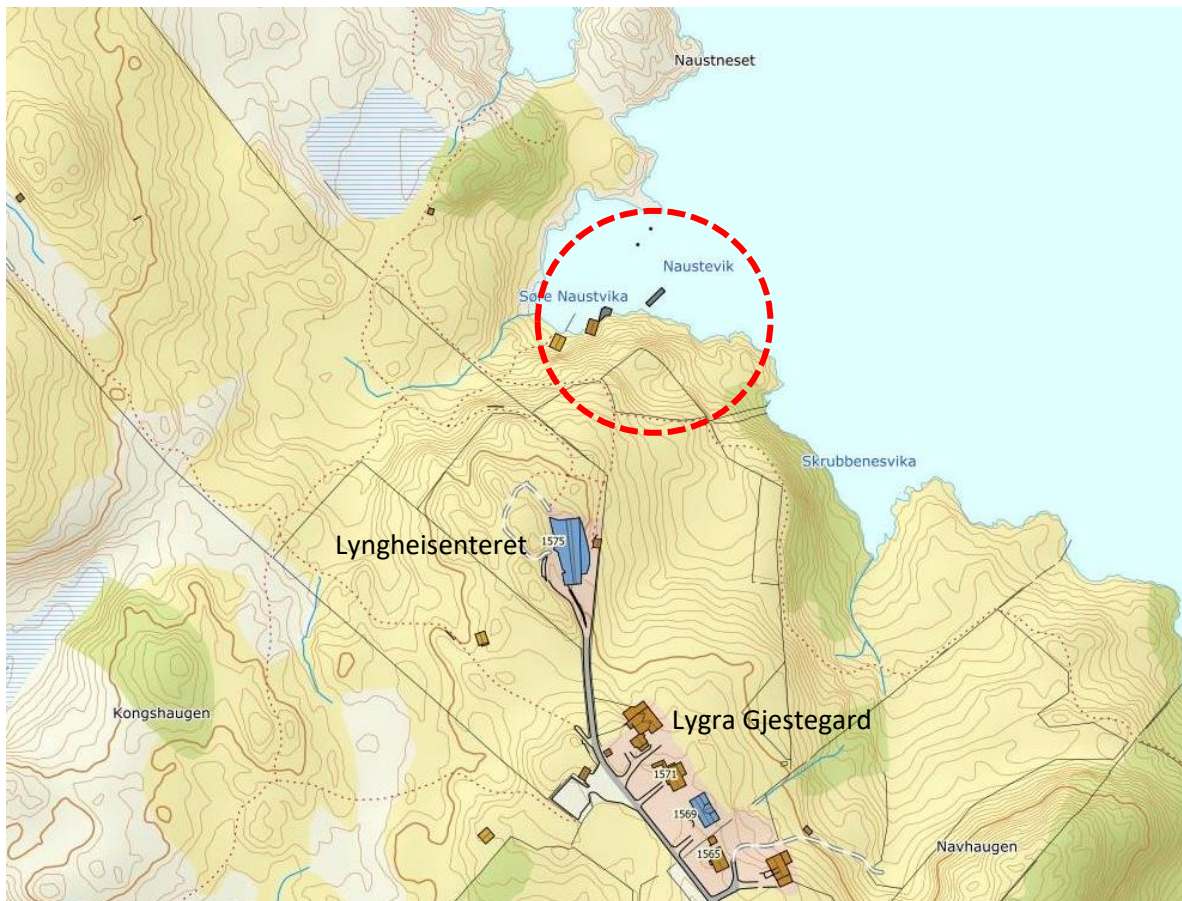 Naustneset
Naustevik
Søre Naustvika
Skrubbenesvika
Lyngheisenteret
1575
Kongshaugen
Lygra Gjestegard
1571
1569
1565
Navhaugen